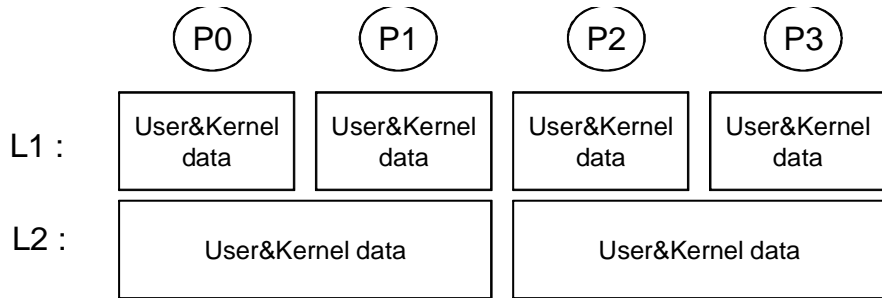 P0 P1 P2 P3
L1 :
User&Kernel
data
User&Kernel
data
User&Kernel
data
User&Kernel
data
L2 :
User&Kernel data
User&Kernel data